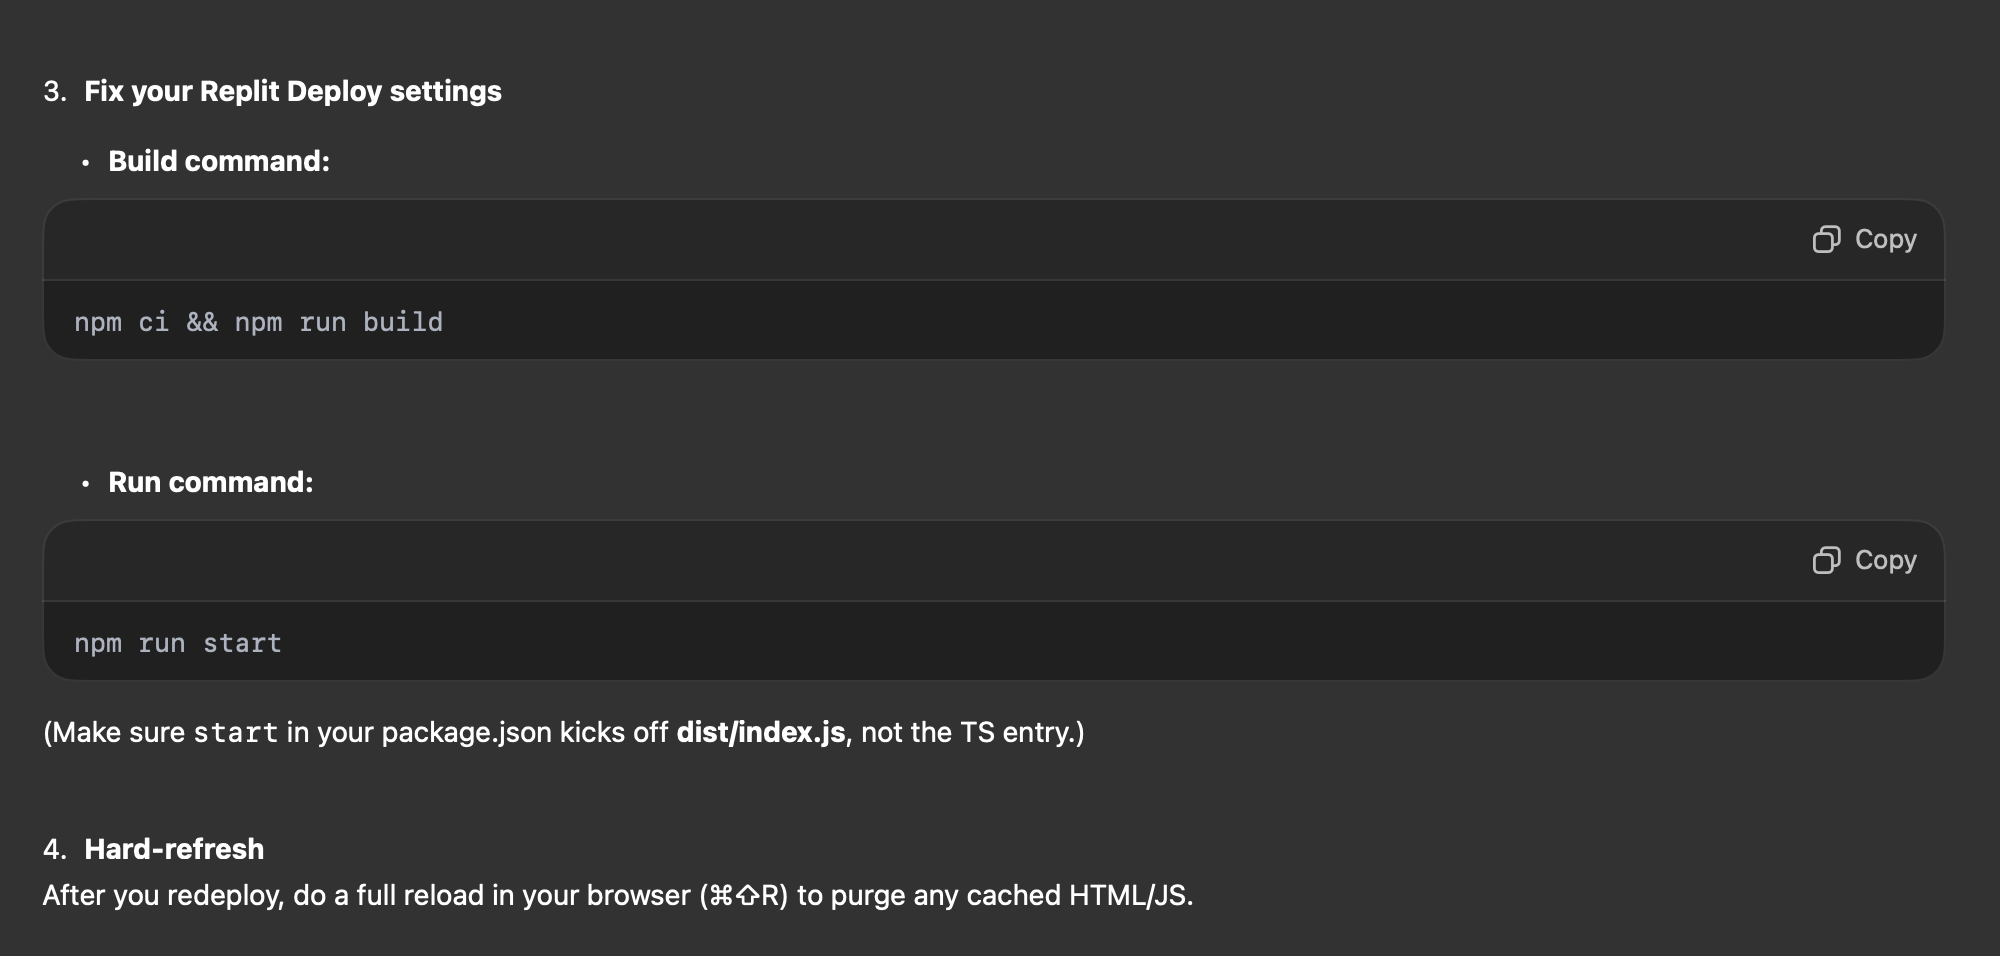 3. Fix your Replit Deploy settings
• Build command:
Copy
npm ci && npm run build
• Run command:
Copy
npm run start
(Make sure start in your package.json kicks off dist/index.js, not the TS entry.)
4. Hard-refresh
After you redeploy, do a full reload in your browser (⌘⇧R) to purge any cached HTML/JS.